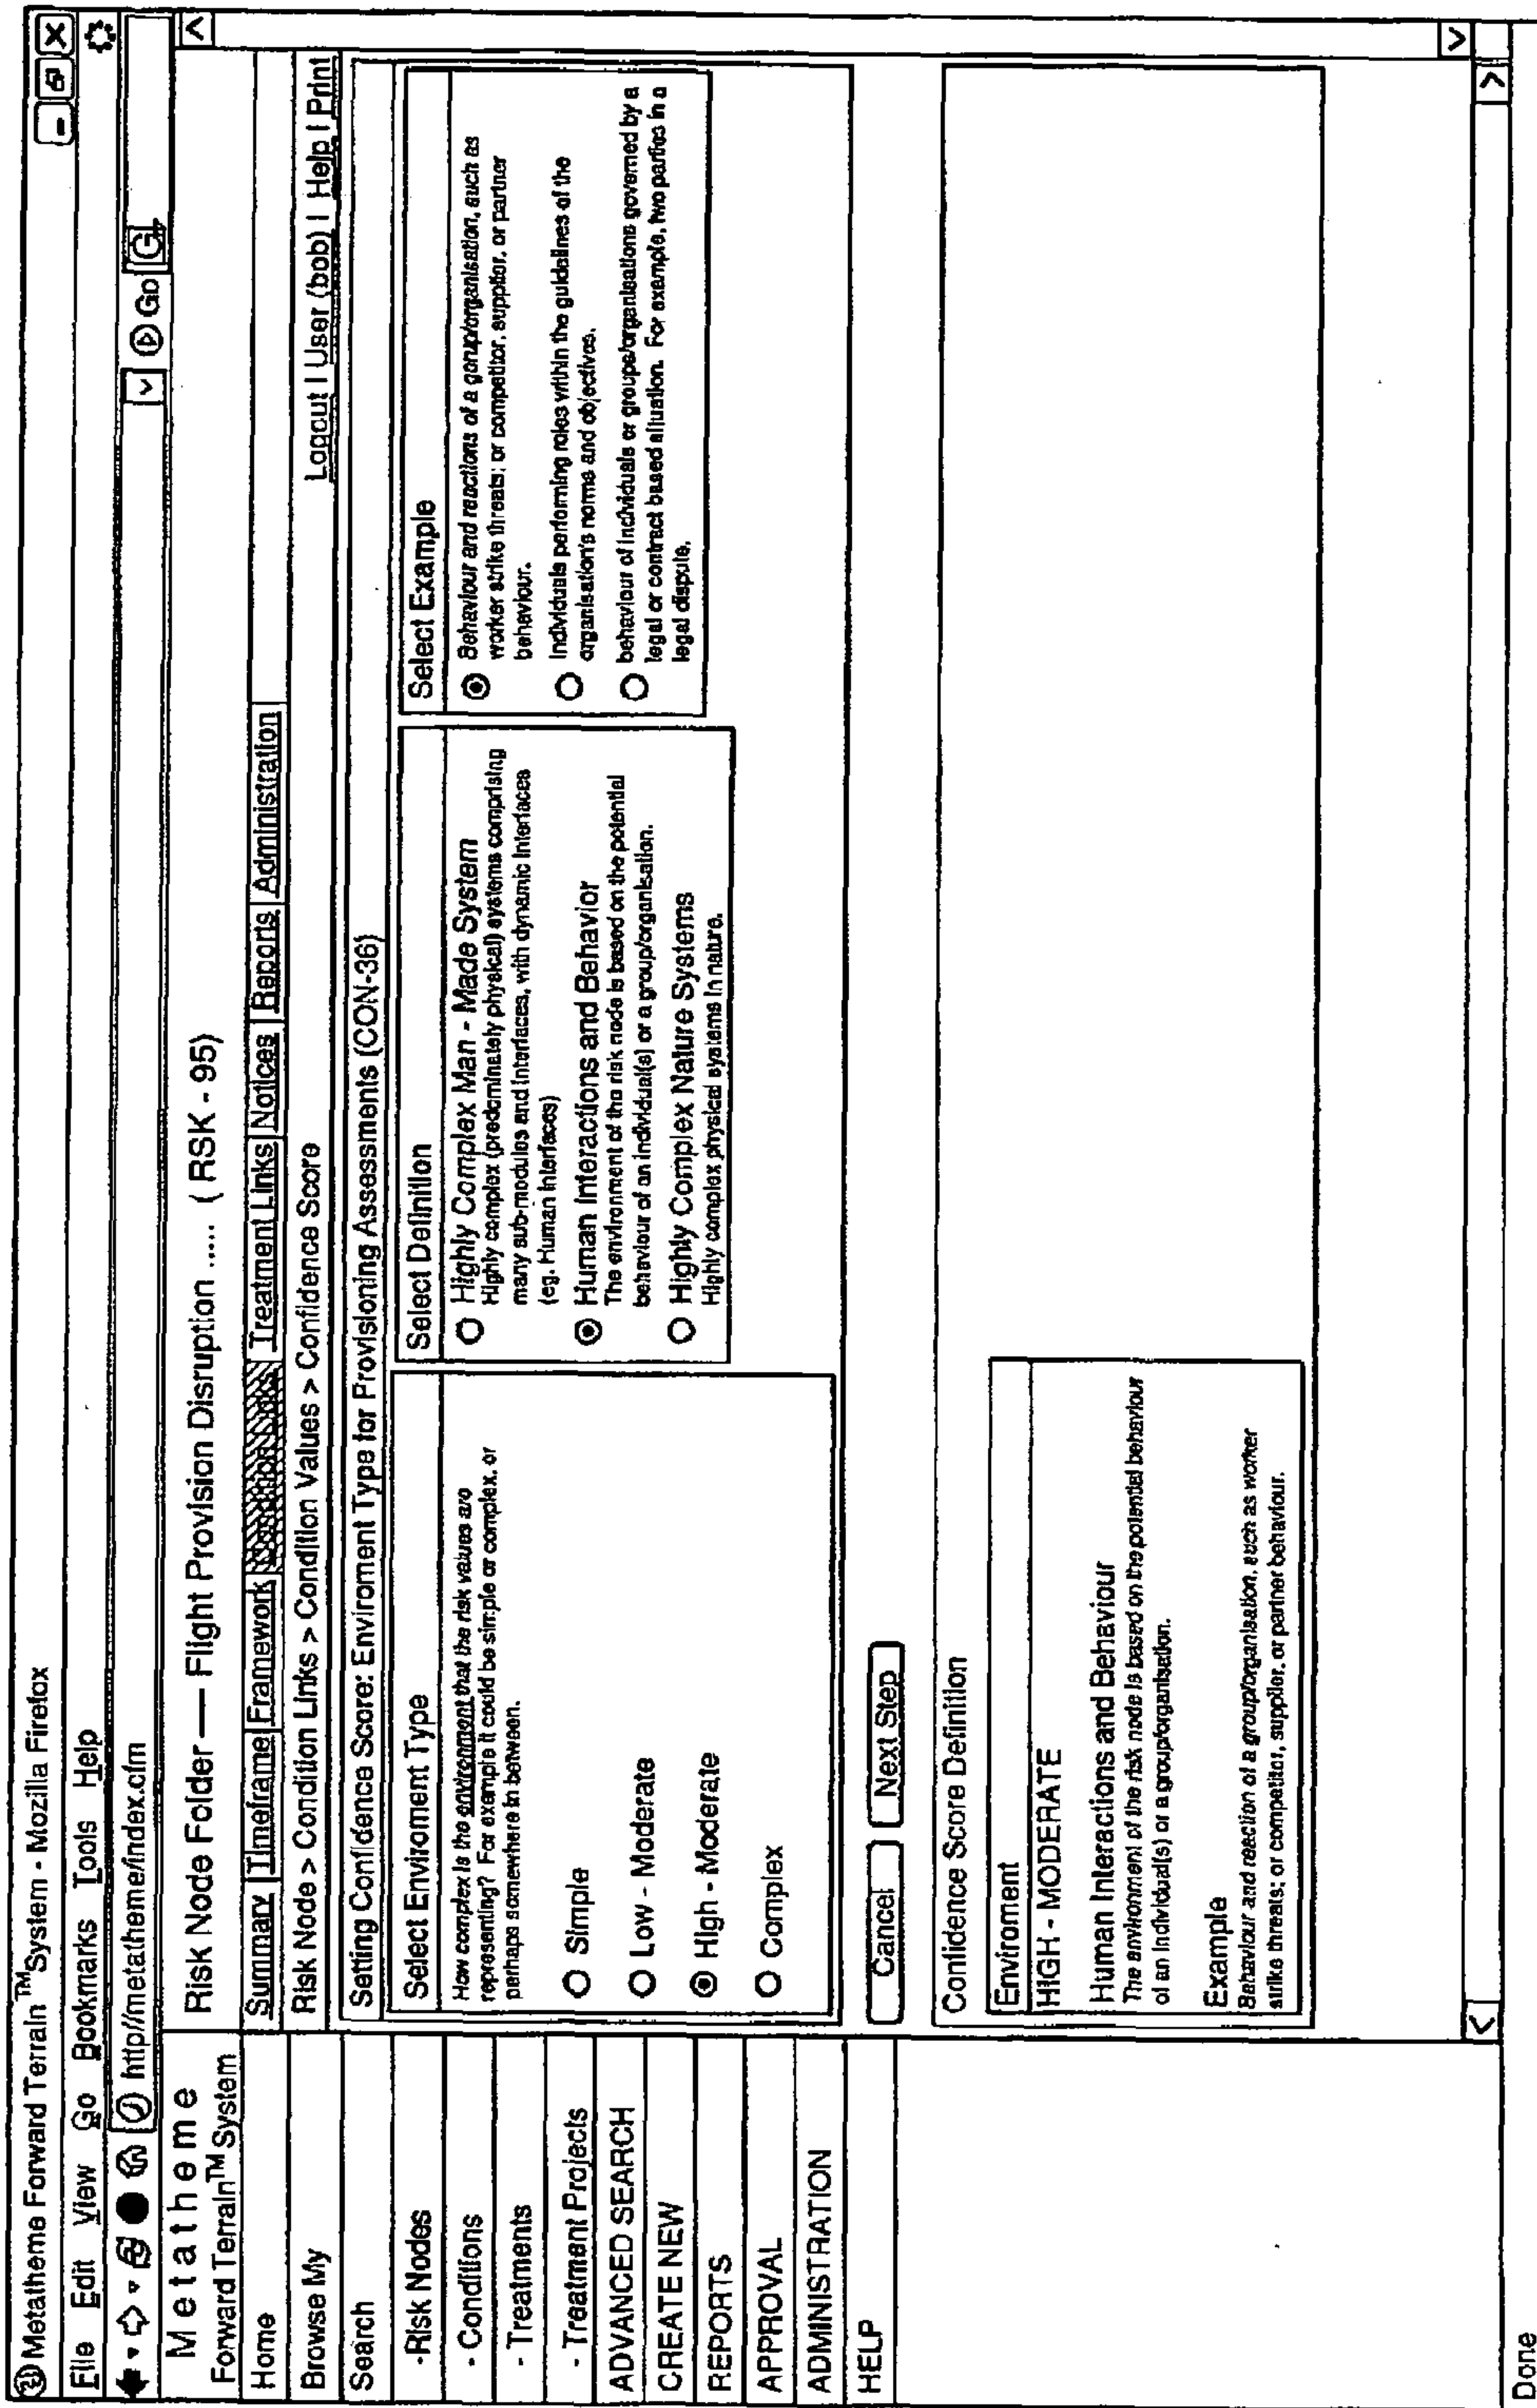 Metatheme Forward Terrain™System - Mozilla Firefox
File Edit View Go Bookmarks Tools Help
http//metatheme/index.cfm
Go G
Metatheme
Forward Terrain™System
Home
Browse My
Search
- Risk Nodes
- Conditions
- Treatments
- Treatment Projects
ADVANCED SEARCH
CREATE NEW
REPORTS
APPROVAL
ADMINISTRATION
HELP
Risk Node Folder — Flight Provision Disruption ..... ( RSK - 95)
Summary Timeframe Framework Treatment Links Notices Reports Administration
Risk Node > Condition Links > Condition Values > Confidence Score
Logout | User (bob) | Help | Print
Setting Confidence Score: Enviroment Type for Provisioning Assessments (CON-36)
Select Enviroment Type
How complex is the environment that the risk values are
representing? For example it could be simple or complex, or
perhaps somewhere in between.
Simple
Low - Moderate
High - Moderate
Complex
Select Definition
Highly Complex Man - Made System
Highly complex (predominately physical) systems comprising
many sub-modules and interfaces, with dynamic interfaces
(eg. Human interfaces)
Human Interactions and Behavior
The environment of the risk node is based on the potential
behaviour of an individual(s) or a group/organisation.
Highly Complex Nature Systems
Highly complex physical systems in nature.
Select Example
Behaviour and reactions of a gorup/organisation, such as
worker strike threats; or competitor, supplier, or partner
behaviour.
Individuals performing roles within the guidelines of the
organisation's norms and objectives.
behaviour of individuals or groups/organisations governed by a
legal or contract based situation. For example, two parties in a
legal dispute.
Cancel Next Step
Confidence Score Definition
Enviroment
HIGH - MODERATE
Human Interactions and Behaviour
The environment of the risk node is based on the potential behaviour
of an individual(s) or a group/organisation.
Example
Behaviour and reaction of a group/organisation, such as worker
strike threats; or competitor, supplier, or partner behaviour.
Done